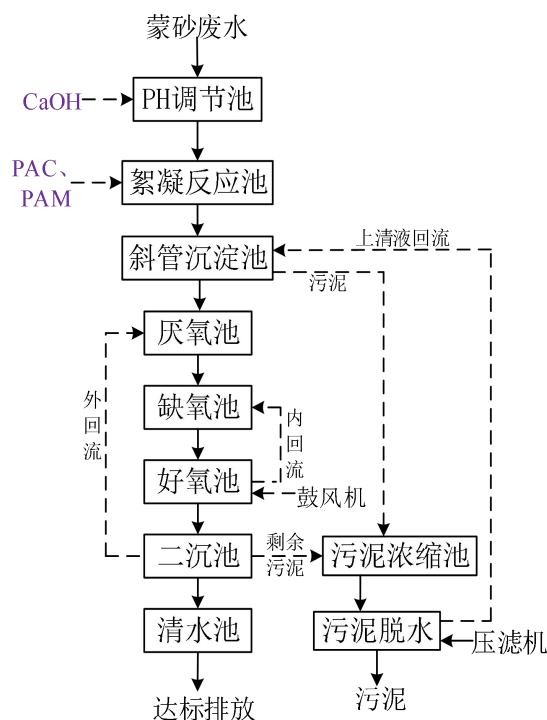 蒙砂废水
CaOH
PH调节池
PAC、
PAM
絮凝反应池
上清液回流
斜管沉淀池
污泥
厌氧池
外回流
缺氧池
内回流
好氧池
鼓风机
二沉池
剩余
污泥
污泥浓缩池
清水池
污泥脱水
压滤机
达标排放
污泥